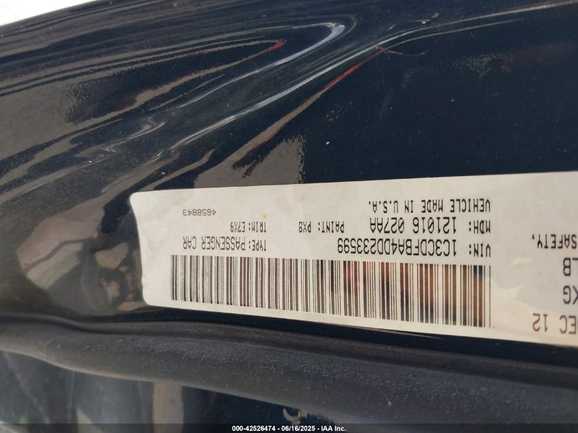 EC 12
KG
LB
SAFETY,
VIN: 1C3CDFBA4DD233599 TYPE: PASSENGER CAR
MDH: 121016 027AA PAINT: PX8 TRIM: E7X9
VEHICLE MADE IN U.S.A. 4658843
000-42526474 - 06/16/2025 - IAA Inc.